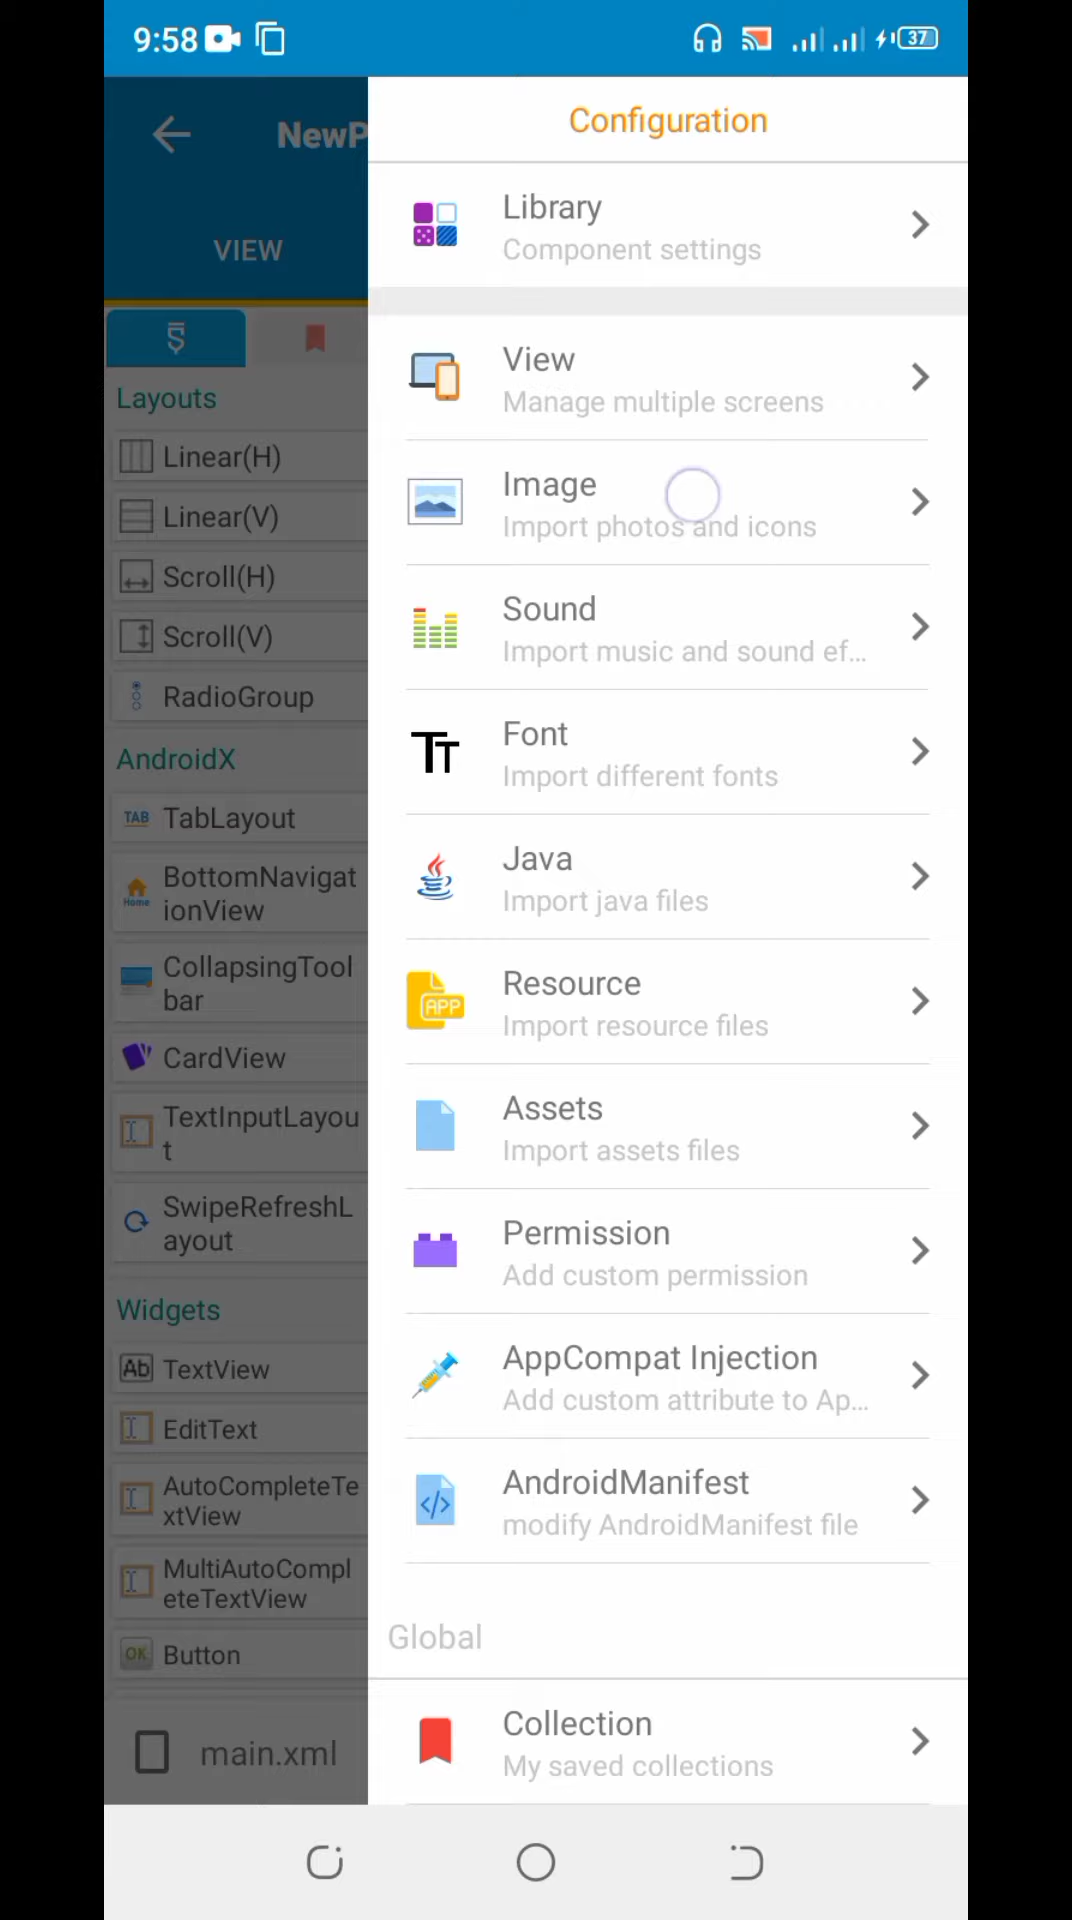 9:58
37
NewP
Configuration
Library
Component settings
VIEW
View
Manage multiple screens
Layouts
Linear(H)
Image
Import photos and icons
Linear(V)
Scroll(H)
Sound
Import music and sound ef...
Scroll(V)
RadioGroup
Font
Import different fonts
AndroidX
TAB TabLayout
Java
Import java files
BottomNavigat
ionView
Home
CollapsingTool
bar
Resource
APP
Import resource files
CardView
Assets
Import assets files
TextInputLayou
t
SwipeRefreshL
ayout
Permission
Add custom permission
Widgets
Ab TextView
AppCompat Injection
Add custom attribute to Ap...
EditText
AutoCompleteTe
xtView
AndroidManifest
modify AndroidManifest file
MultiAutoCompl
eteTextView
OK Button
Global
Collection
My saved collections
main.xml